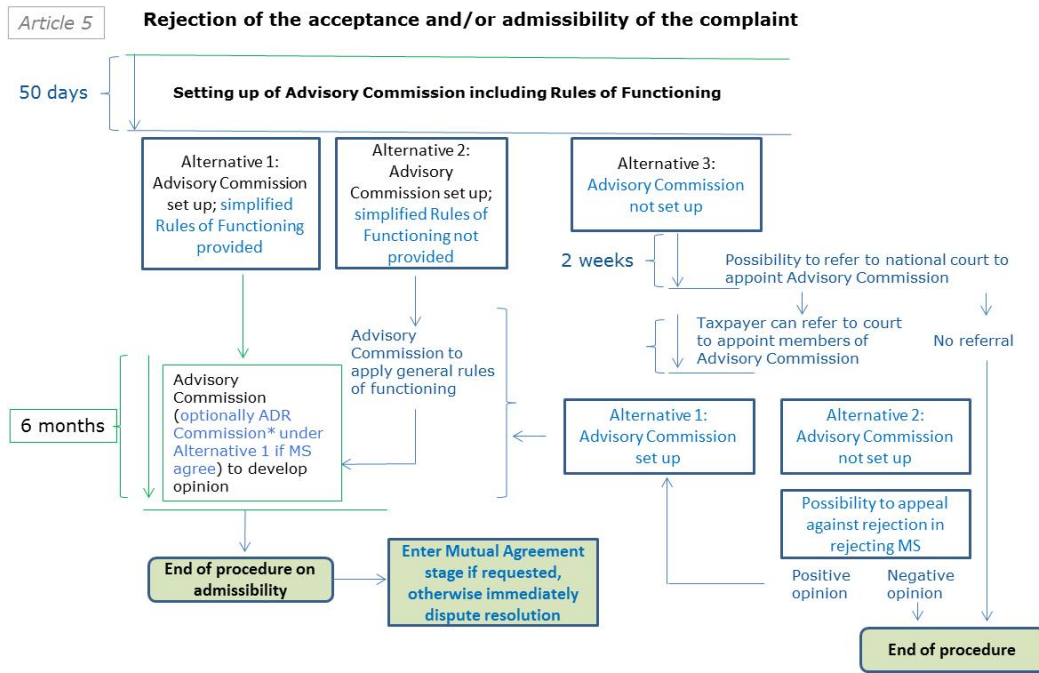 Article 5
Rejection of the acceptance and/or admissibility of the complaint
50 days
Setting up of Advisory Commission including Rules of Functioning
Alternative 1:
Advisory Commission
set up; simplified
Rules of Functioning
provided
Alternative 2:
Advisory
Commission set up;
simplified Rules of
Functioning not
provided
Alternative 3:
Advisory Commission
not set up
2 weeks
Possibility to refer to national court to
appoint Advisory Commission
Taxpayer can refer to court
to appoint members of
Advisory Commission
No referral
Advisory
Commission to
apply general rules
of functioning
6 months
Advisory
Commission
(optionally ADR
Commission* under
Alternative 1 if MS
agree) to develop
opinion
Alternative 1:
Advisory Commission
set up
Alternative 2:
Advisory Commission
not set up
Possibility to appeal
against rejection in
rejecting MS
Positive
opinion
Negative
opinion
End of procedure on
admissibility
Enter Mutual Agreement
stage if requested,
otherwise immediately
dispute resolution
End of procedure